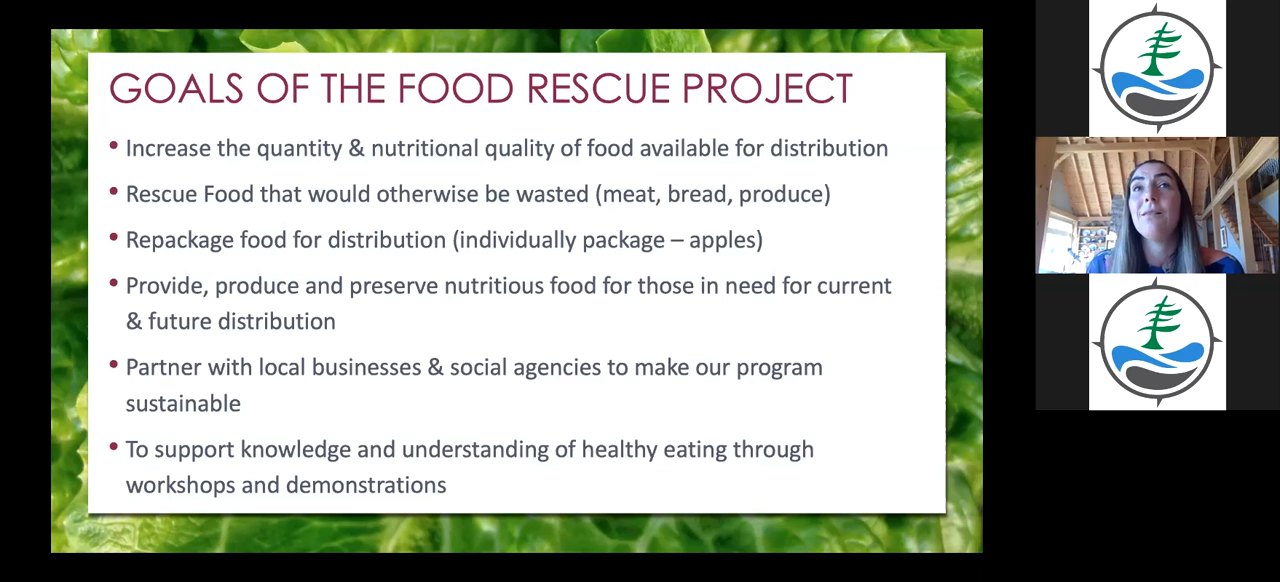 GOALS OF THE FOOD RESCUE PROJECT
• Increase the quantity & nutritional quality of food available for distribution
• Rescue Food that would otherwise be wasted (meat, bread, produce)
• Repackage food for distribution (individually package – apples)
• Provide, produce and preserve nutritious food for those in need for current
& future distribution
• Partner with local businesses & social agencies to make our program
sustainable
• To support knowledge and understanding of healthy eating through
workshops and demonstrations